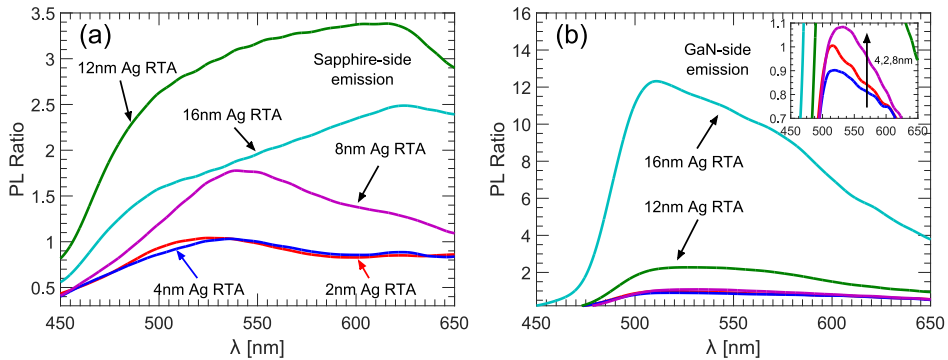 (a)
Sapphire-side
emission
12nm Ag RTA
16nm Ag RTA
8nm Ag RTA
4nm Ag RTA
2nm Ag RTA
PL Ratio
3.5
3
2.5
2
1.5
1
0.5
450 500 550 600 650
λ [nm]
(b)
GaN-side
emission
16nm Ag RTA
12nm Ag RTA
PL Ratio
16
14
12
10
8
6
4
2
450 500 550 600 650
λ [nm]
1.1
1
0.9
0.8
0.7
450 500 550 600 650
4,2,8nm